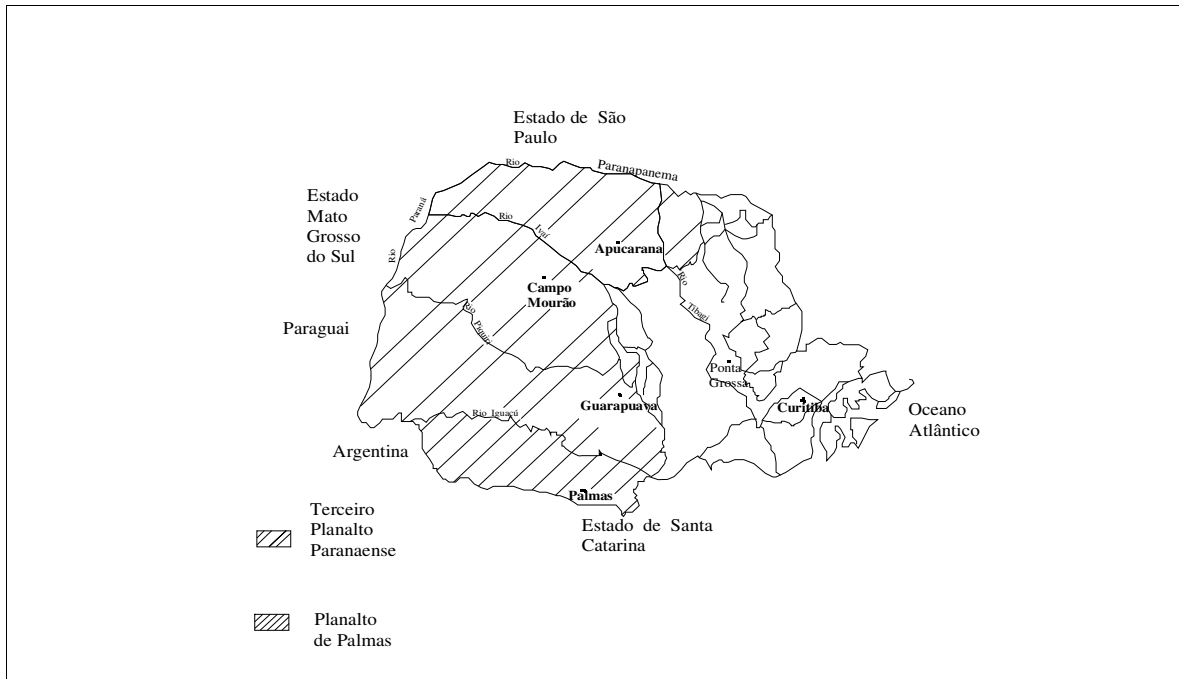 Estado de São
Paulo
Rio
Paranapanema
Estado
Mato
Grosso
do Sul
Paraná
Rio
Rio
Ivaí
Apucarana
Campo
Mourão
Rio
Tibagi
Rio
Piquiri
Paraguai
Ponta
Grossa
Guarapuava
Curitiba
Oceano
Atlântico
Rio Iguaçú
Argentina
Palmas
Terceiro
Planalto
Paranaense
Estado de Santa
Catarina
Planalto
de Palmas